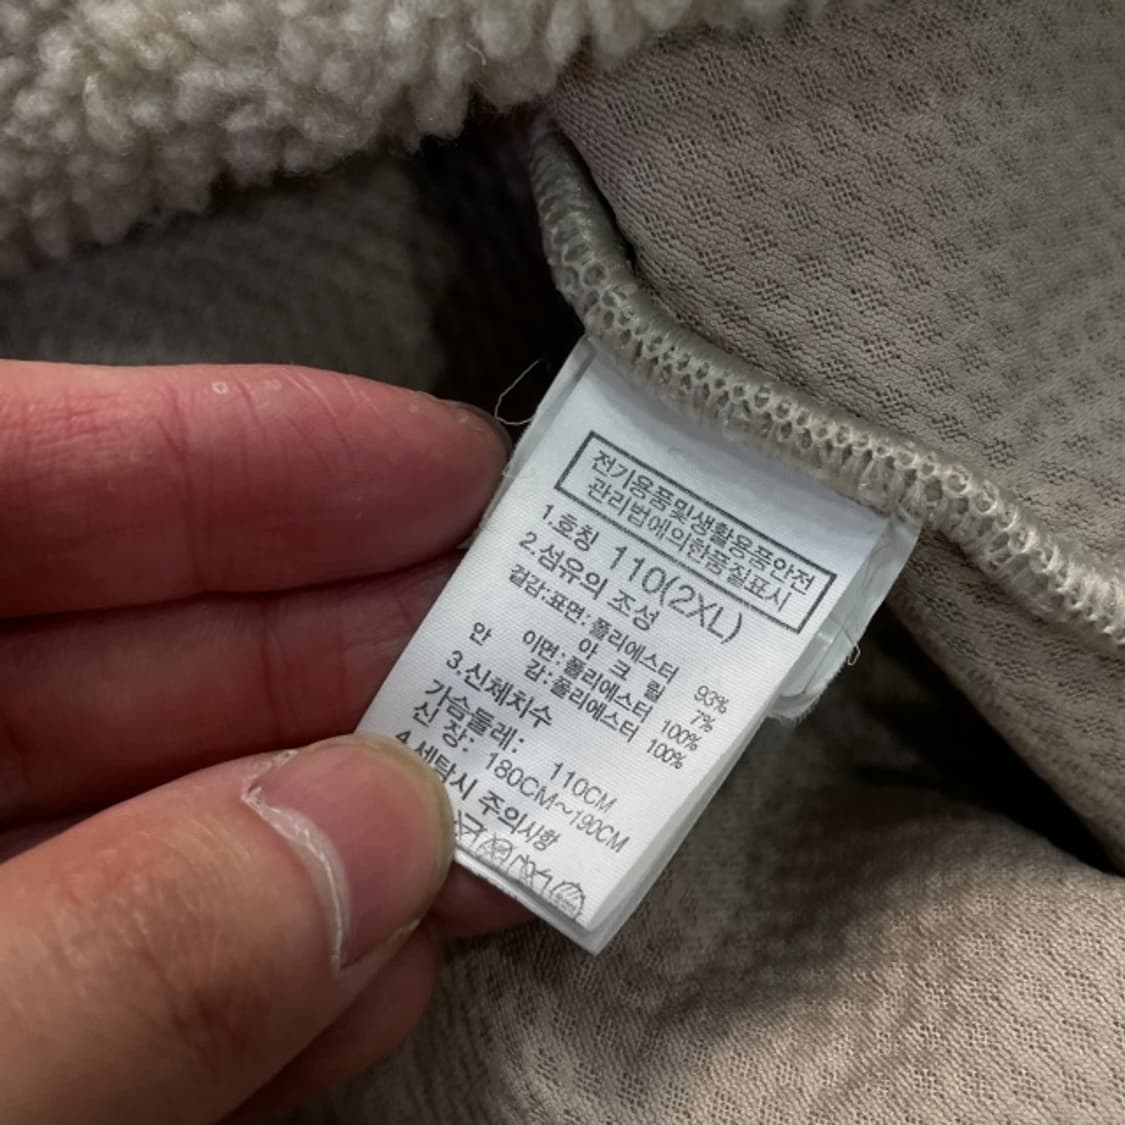 전기용품및생활용품안전
관리법에의한품질표시
1.호칭 110(2XL)
2.섬유의 조성
겉감:표면:폴리에스터 93%
아 크 릴 7%
이면:폴리에스터 100%
안 감:폴리에스터 100%
3.신체치수
가슴둘레: 110CM
신 장: 180CM~190CM
4.세탁시 주의사항